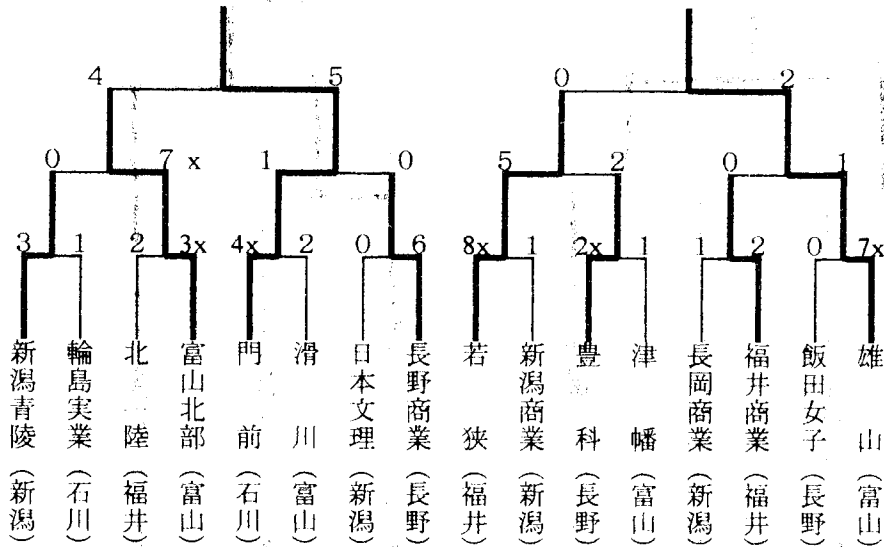 4 5 0 2
0 7 x 1 0 5 2 0 1
3 1 2 3x 4x 2 0 6 8x 1 2x 1 1 2 0 7x
新潟青陵（新潟）
輪島実業（石川）
北陸（福井）
富山北部（富山）
門前（石川）
滑川（富山）
日本文理（新潟）
長野商業（長野）
若狭（福井）
新潟商業（新潟）
豊科（長野）
津幡（富山）
長岡商業（新潟）
福井商業（福井）
飯田女子（長野）
雄山（富山）